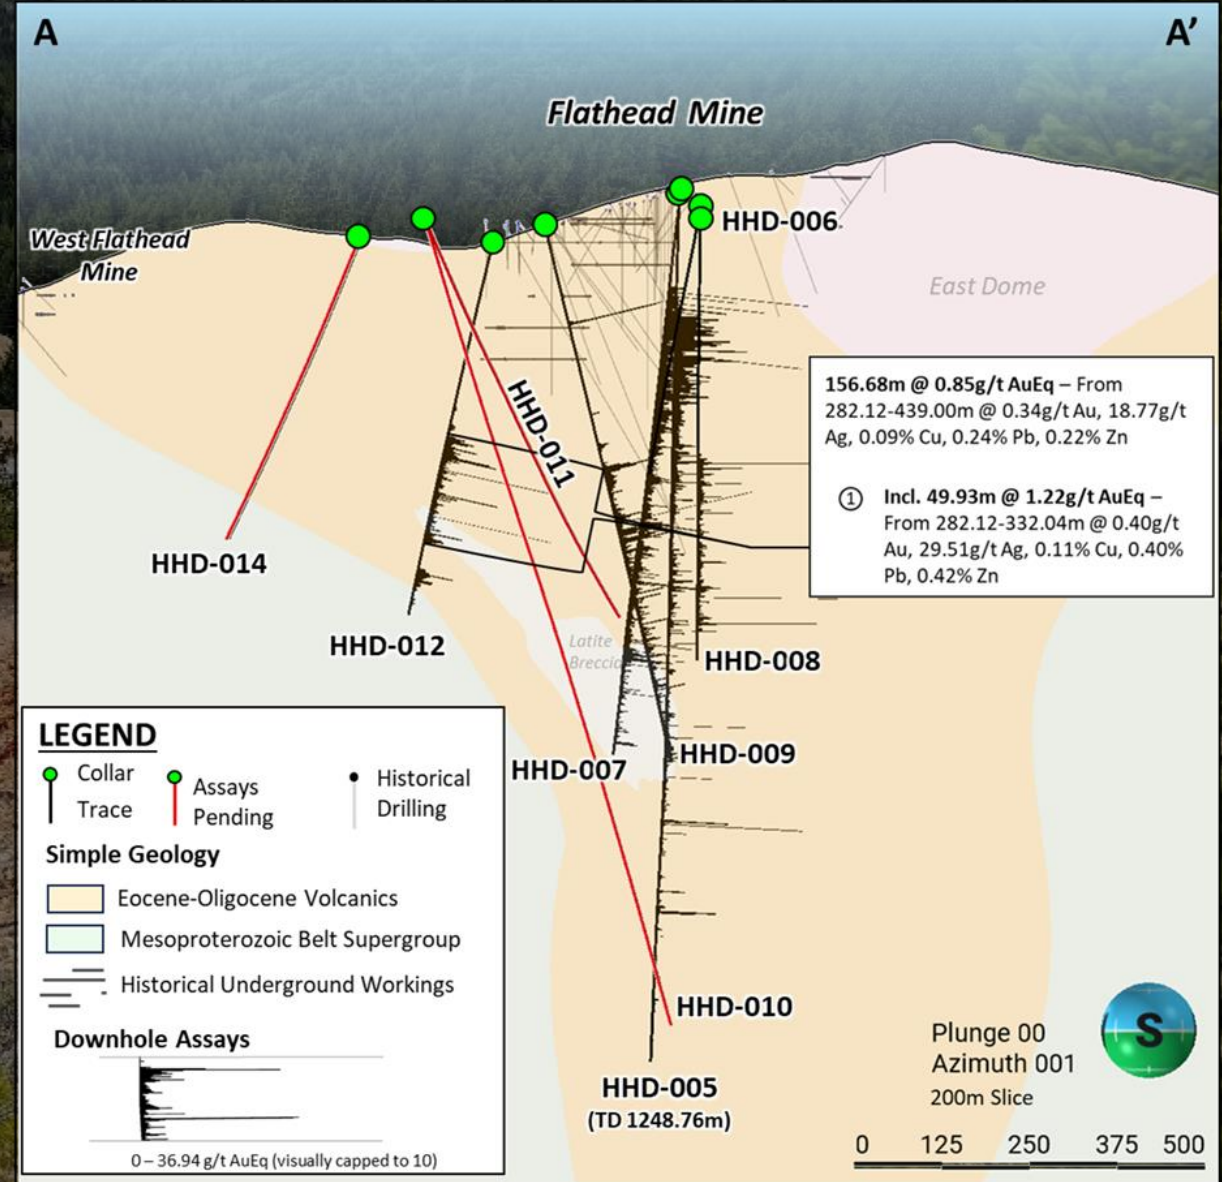 A
A’
Flathead Mine
West Flathead
Mine
HHD-006
East Dome
156.68m @ 0.85g/t AuEq – From
282.12-439.00m @ 0.34g/t Au, 18.77g/t
Ag, 0.09% Cu, 0.24% Pb, 0.22% Zn
① Incl. 49.93m @ 1.22g/t AuEq –
From 282.12-332.04m @ 0.40g/t
Au, 29.51g/t Ag, 0.11% Cu, 0.40%
Pb, 0.42% Zn
HHD-011
HHD-014
HHD-012
Latite
Breccia
HHD-008
HHD-009
HHD-007
HHD-010
HHD-005
(TD 1248.76m)
LEGEND
Collar
Trace
Assays
Pending
Historical
Drilling
Simple Geology
Eocene-Oligocene Volcanics
Mesoproterozoic Belt Supergroup
Historical Underground Workings
Downhole Assays
0 – 36.94 g/t AuEq (visually capped to 10)
Plunge 00
Azimuth 001
200m Slice
S
0 125 250 375 500